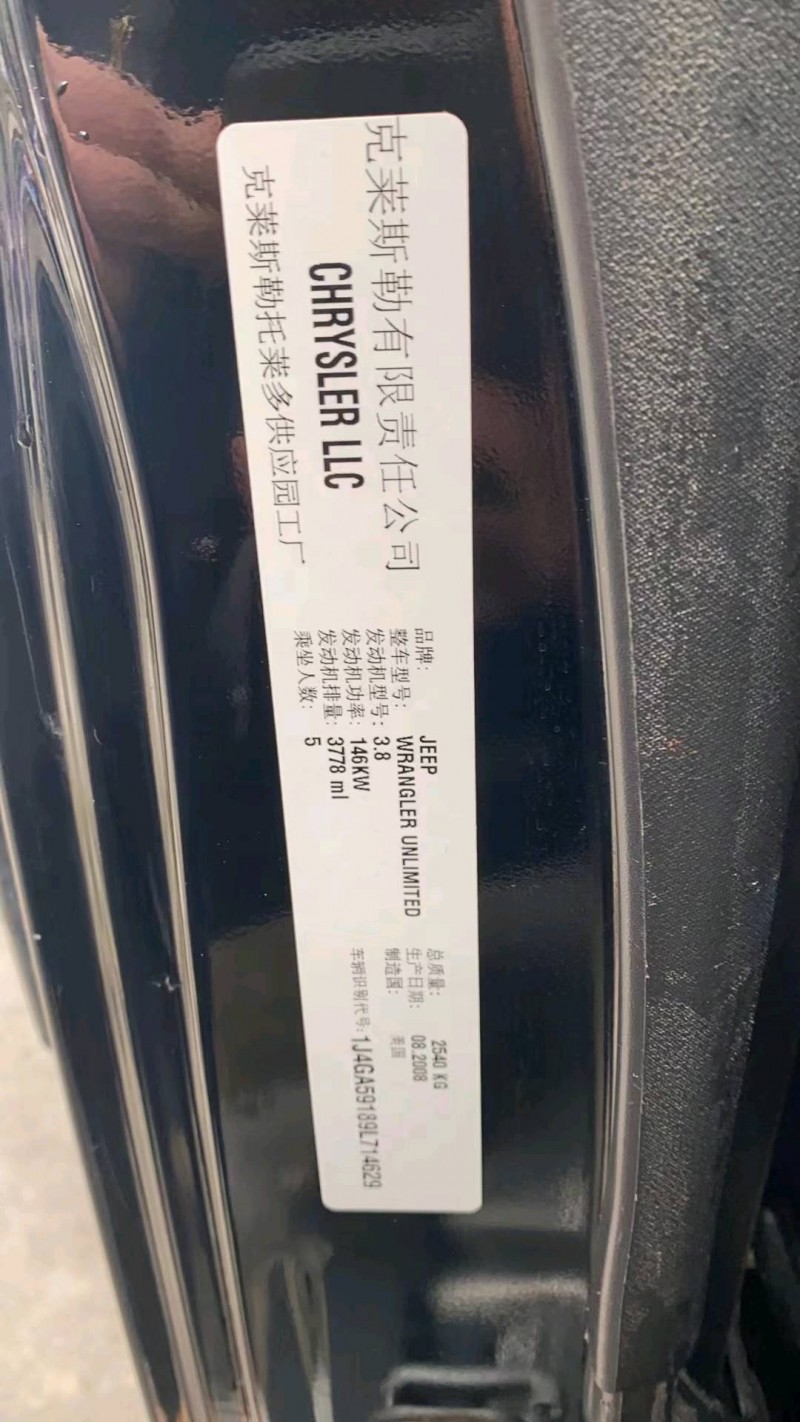 克莱斯勒有限责任公司
CHRYSLER LLC
克莱斯勒托莱多供应园工厂
品牌: JEEP
整车型号: WRANGLER UNLIMITED
发动机型号: 3.8
发动机功率: 146KW
发动机排量: 3778 ml
乘坐人数: 5
总质量: 2540 KG
生产日期: 08.2008
制造国: 美国
车辆识别代号: 1J4GA59189L714629